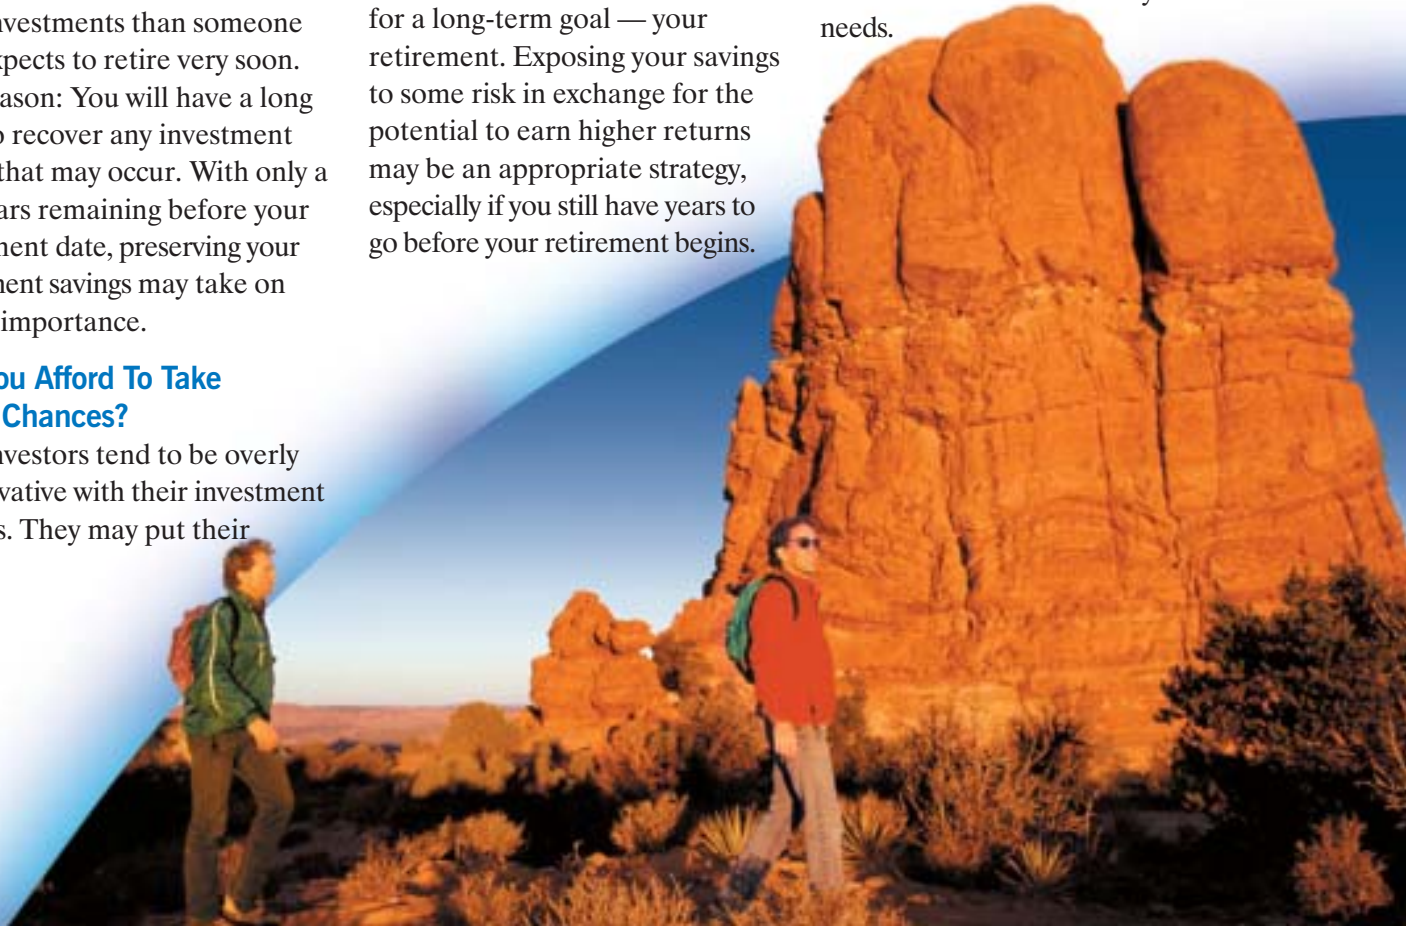 nvestments than someone
pects to retire very soon.
ason: You will have a long
o recover any investment
that may occur. With only a
ars remaining before your
ment date, preserving your
ent savings may take on
importance.
ou Afford To Take
Chances?
nvestors tend to be overly
vative with their investment
s. They may put their
for a long-term goal — your
retirement. Exposing your savings
to some risk in exchange for the
potential to earn higher returns
may be an appropriate strategy,
especially if you still have years to
go before your retirement begins.
needs.